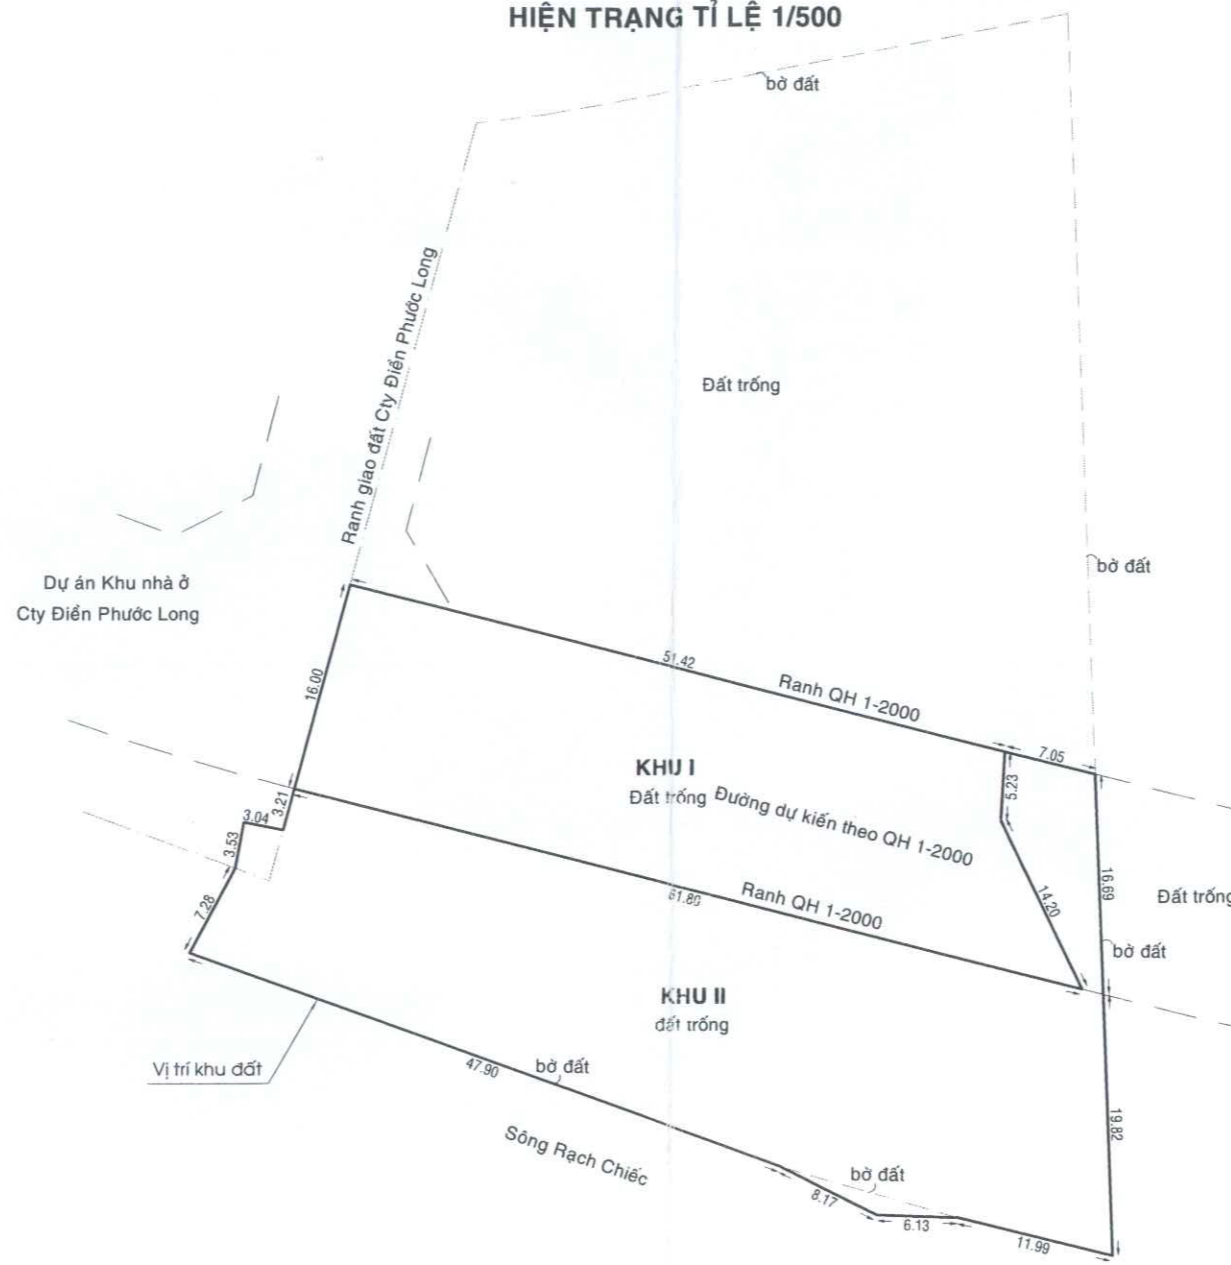 HIỆN TRẠNG TỈ LỆ 1/500
bờ đất
Ranh giao đất Cty Điền Phước Long
Đất trống
bờ đất
Dự án Khu nhà ở
Cty Điền Phước Long
51.42
Ranh QH 1-2000
16.00
7.05
KHU I
Đất trống
Đường dự kiến theo QH 1-2000
5.23
3.21
3.04
3.53
14.20
16.69
Đất trống
61.80
Ranh QH 1-2000
7.28
bờ đất
KHU II
đất trống
Vị trí khu đất
47.90
bờ đất
19.82
Sông Rạch Chiếc
bờ đất
8.17
6.13
11.99